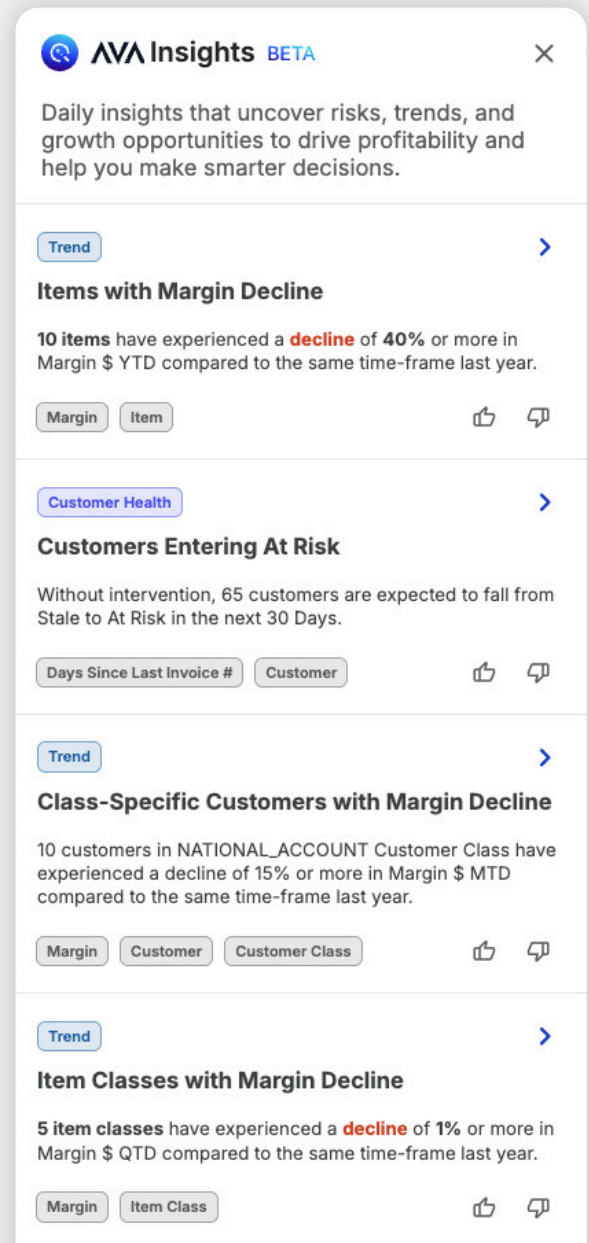 AVA Insights BETA
Daily insights that uncover risks, trends, and
growth opportunities to drive profitability and
help you make smarter decisions.
Trend
Items with Margin Decline
10 items have experienced a decline of 40% or more in
Margin $ YTD compared to the same time-frame last year.
Margin Item
Customer Health
Customers Entering At Risk
Without intervention, 65 customers are expected to fall from
Stale to At Risk in the next 30 Days.
Days Since Last Invoice # Customer
Trend
Class-Specific Customers with Margin Decline
10 customers in NATIONAL_ACCOUNT Customer Class have
experienced a decline of 15% or more in Margin $ MTD
compared to the same time-frame last year.
Margin Customer Customer Class
Trend
Item Classes with Margin Decline
5 item classes have experienced a decline of 1% or more in
Margin $ QTD compared to the same time-frame last year.
Margin Item Class